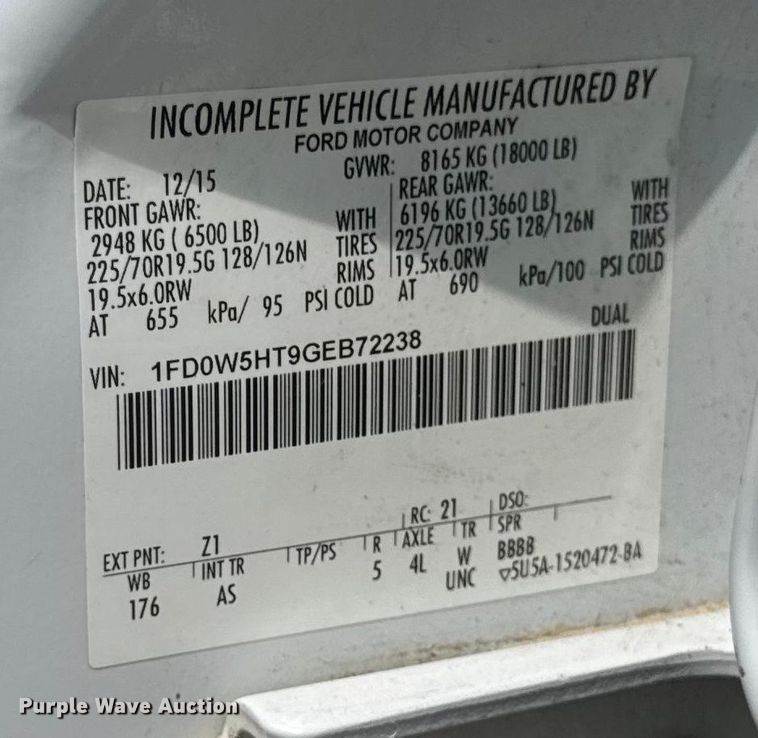 INCOMPLETE VEHICLE MANUFACTURED BY
FORD MOTOR COMPANY
DATE: 12/15 GVWR: 8165 KG (18000 LB)
FRONT GAWR: REAR GAWR:
2948 KG ( 6500 LB) WITH 6196 KG (13660 LB) WITH
225/70R19.5G 128/126N TIRES 225/70R19.5G 128/126N TIRES
19.5x6.0RW RIMS 19.5x6.0RW RIMS
AT 655 kPa/ 95 PSI COLD AT 690 kPa/100 PSI COLD
DUAL
VIN: 1FD0W5HT9GEB72238
EXT PNT: Z1 RC: 21 DSO:
WB INT TR TP/PS R AXLE TR SPR
176 AS 5 4L W BBBB
UNC ▽5U5A-1520472-BA
Purple Wave Auction